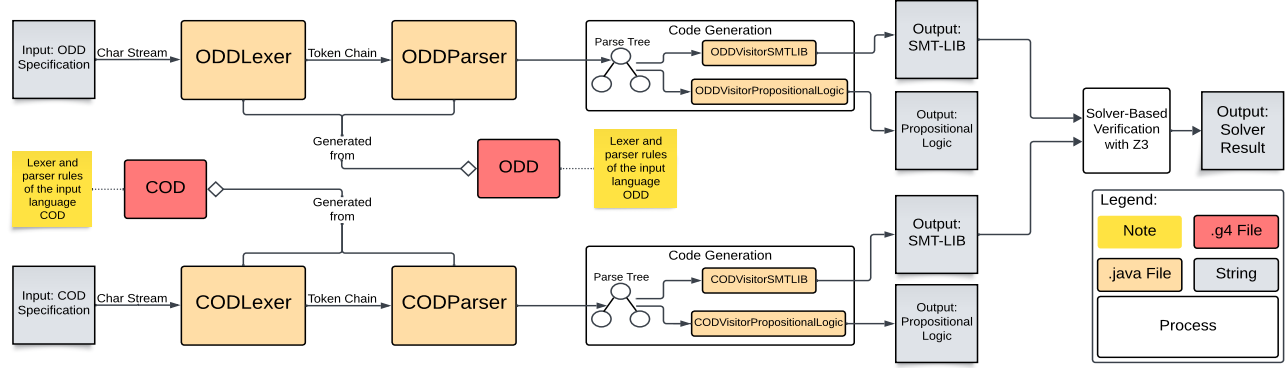 Input: ODD
Specification
Char Stream
ODDLexer
Token Chain
ODDParser
Code Generation
Parse Tree
ODDVisitorSMTLIB
ODDVisitorPropositionalLogic
Output:
SMT-LIB
Output:
Propositional
Logic
Generated
from
ODD
Lexer and
parser rules
of the input
language
ODD
Lexer and
parser rules
of the input
language
COD
COD
Generated
from
Input: COD
Specification
Char Stream
CODLexer
Token Chain
CODParser
Code Generation
Parse Tree
CODVisitorSMTLIB
CODVisitorPropositionalLogic
Output:
SMT-LIB
Output:
Propositional
Logic
Solver-Based
Verification
with Z3
Output:
Solver
Result
Legend:
Note
.g4 File
.java File
String
Process